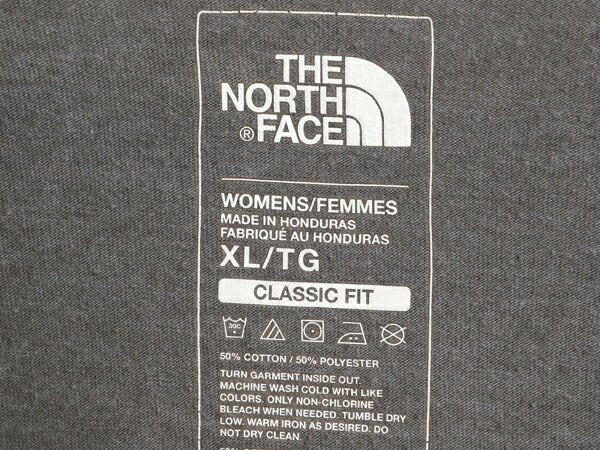 THE
NORTH
® FACE
WOMENS/FEMMES
MADE IN HONDURAS
FABRIQUÉ AU HONDURAS
XL/TG
CLASSIC FIT
30C
50% COTTON / 50% POLYESTER
TURN GARMENT INSIDE OUT.
MACHINE WASH COLD WITH LIKE
COLORS. ONLY NON-CHLORINE
BLEACH WHEN NEEDED. TUMBLE DRY
LOW. WARM IRON AS DESIRED. DO
NOT DRY CLEAN.